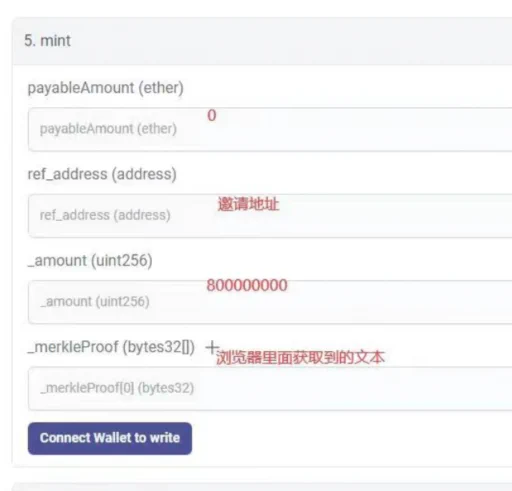 5. mint
payableAmount (ether)
0
payableAmount (ether)
ref_address (address)
邀请地址
ref_address (address)
_amount (uint256)
800000000
_amount (uint256)
_merkleProof (bytes32[]) +
浏览器里面获取到的文本
_merkleProof[0] (bytes32)
Connect Wallet to write